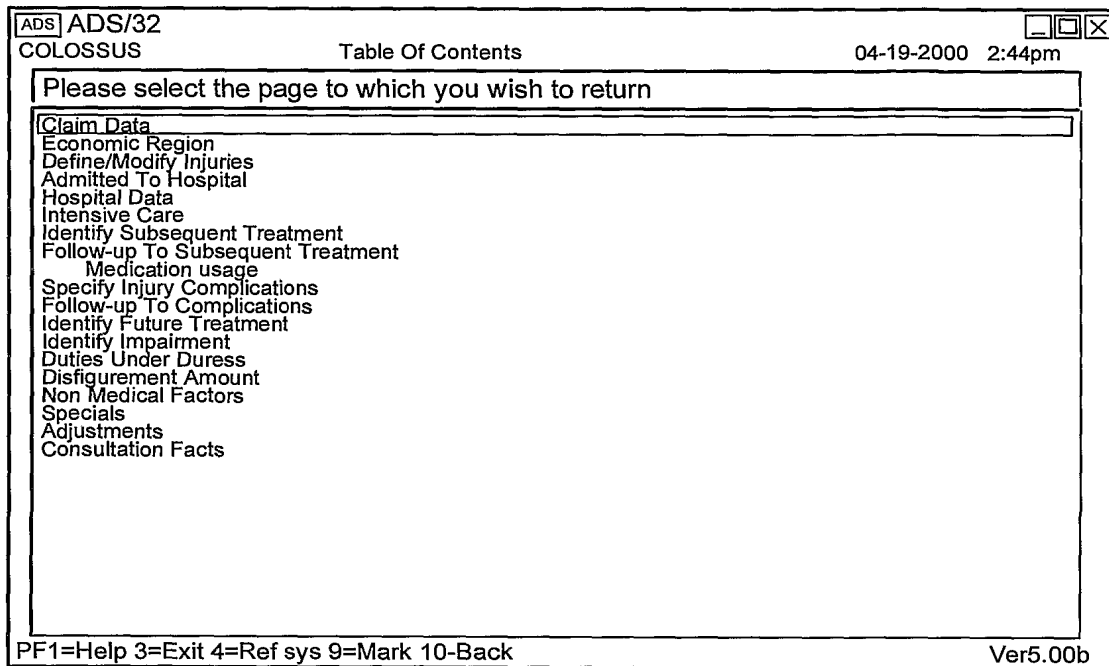 ADS ADS/32
COLOSSUS Table Of Contents 04-19-2000 2:44pm
Please select the page to which you wish to return
Claim Data
Economic Region
Define/Modify Injuries
Admitted To Hospital
Hospital Data
Intensive Care
Identify Subsequent Treatment
Follow-up To Subsequent Treatment
Medication usage
Specify Injury Complications
Follow-up To Complications
Identify Future Treatment
Identify Impairment
Duties Under Duress
Disfigurement Amount
Non Medical Factors
Specials
Adjustments
Consultation Facts
PF1=Help 3=Exit 4=Ref sys 9=Mark 10-Back Ver5.00b